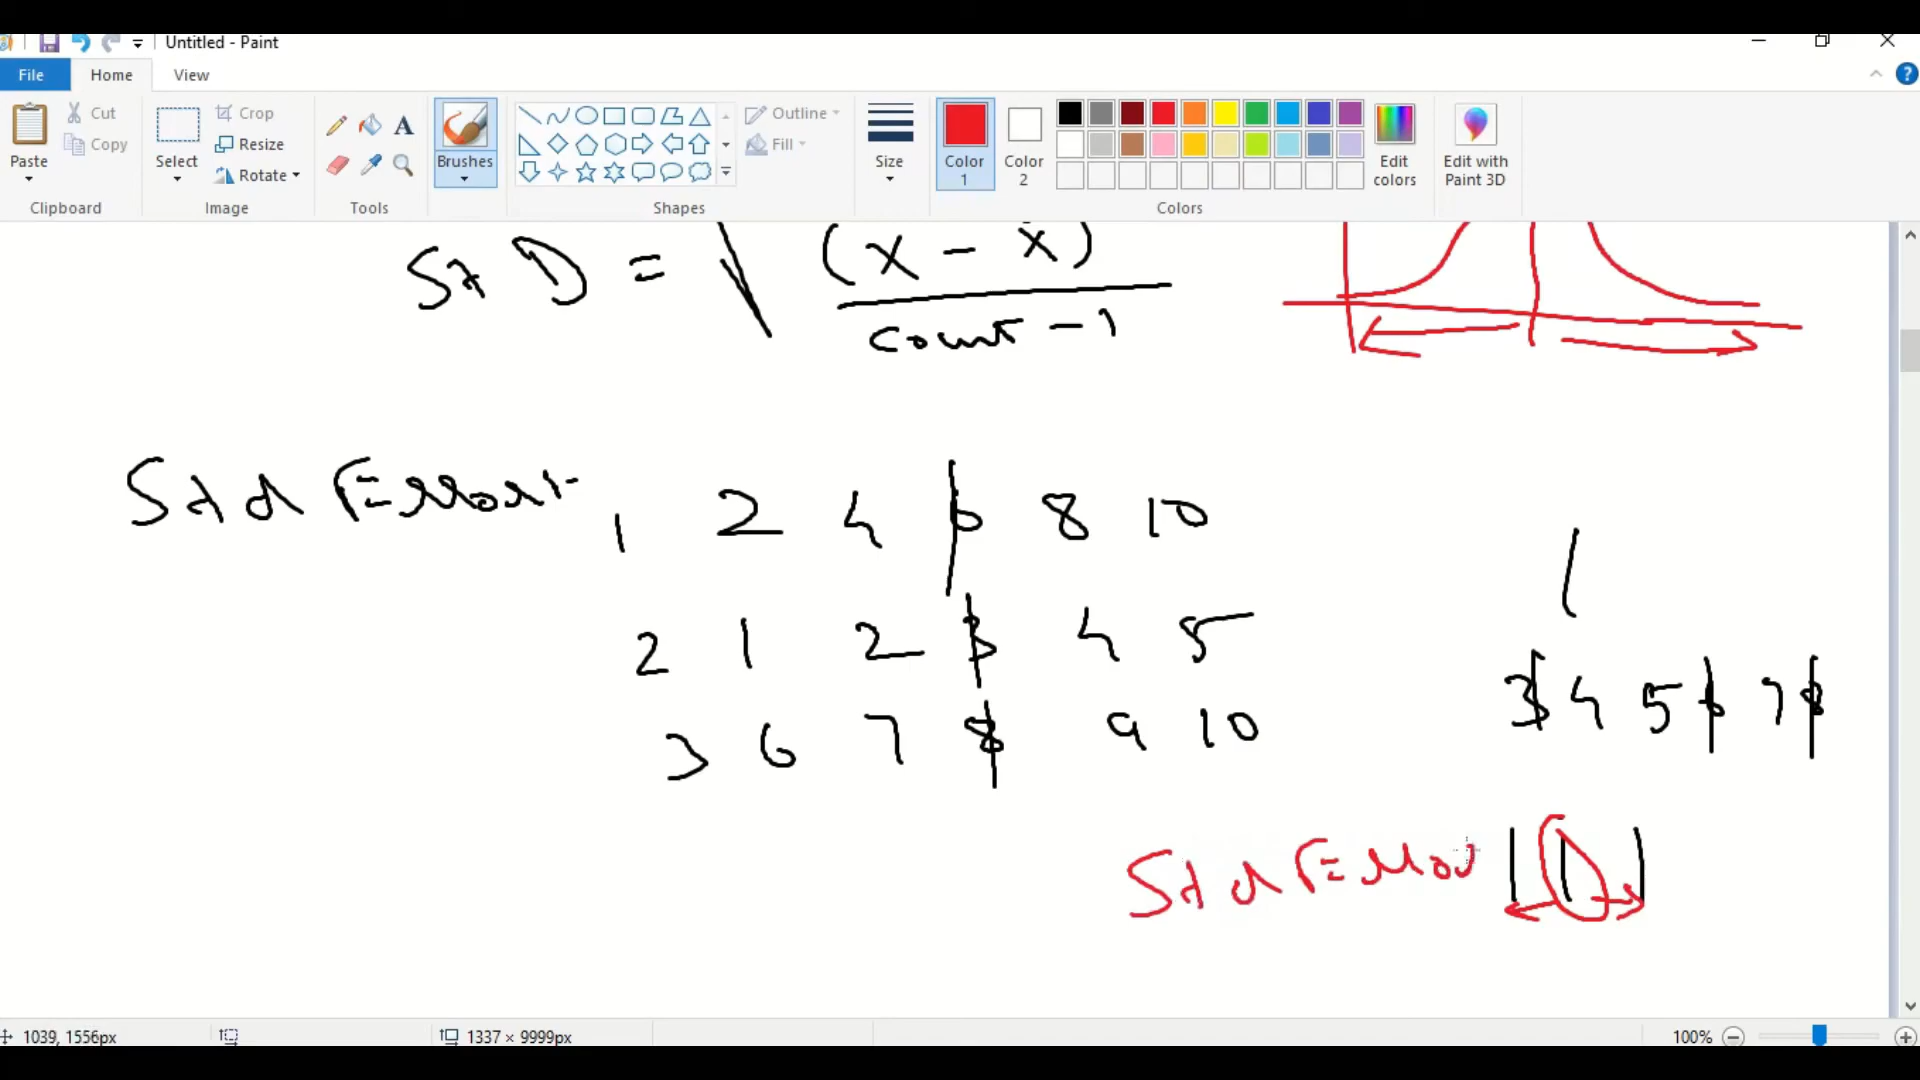 Untitled - Paint
File Home View
Paste
Cut
Copy
Clipboard
Select
Crop
Resize
Rotate
Image
A
Tools
Brushes
Outline
Fill
Shapes
Size
Color 1
Color 2
Edit colors
Edit with Paint 3D
Colors
?
St D = √ (x - x̄)
count - 1
Std Error
1 2 4 6 8 10
2 1 2 3 4 5
3 6 7 8 9 10
3 4 5 6 7 8
Std Erro
1039, 1556px
1337 × 9999px
100%